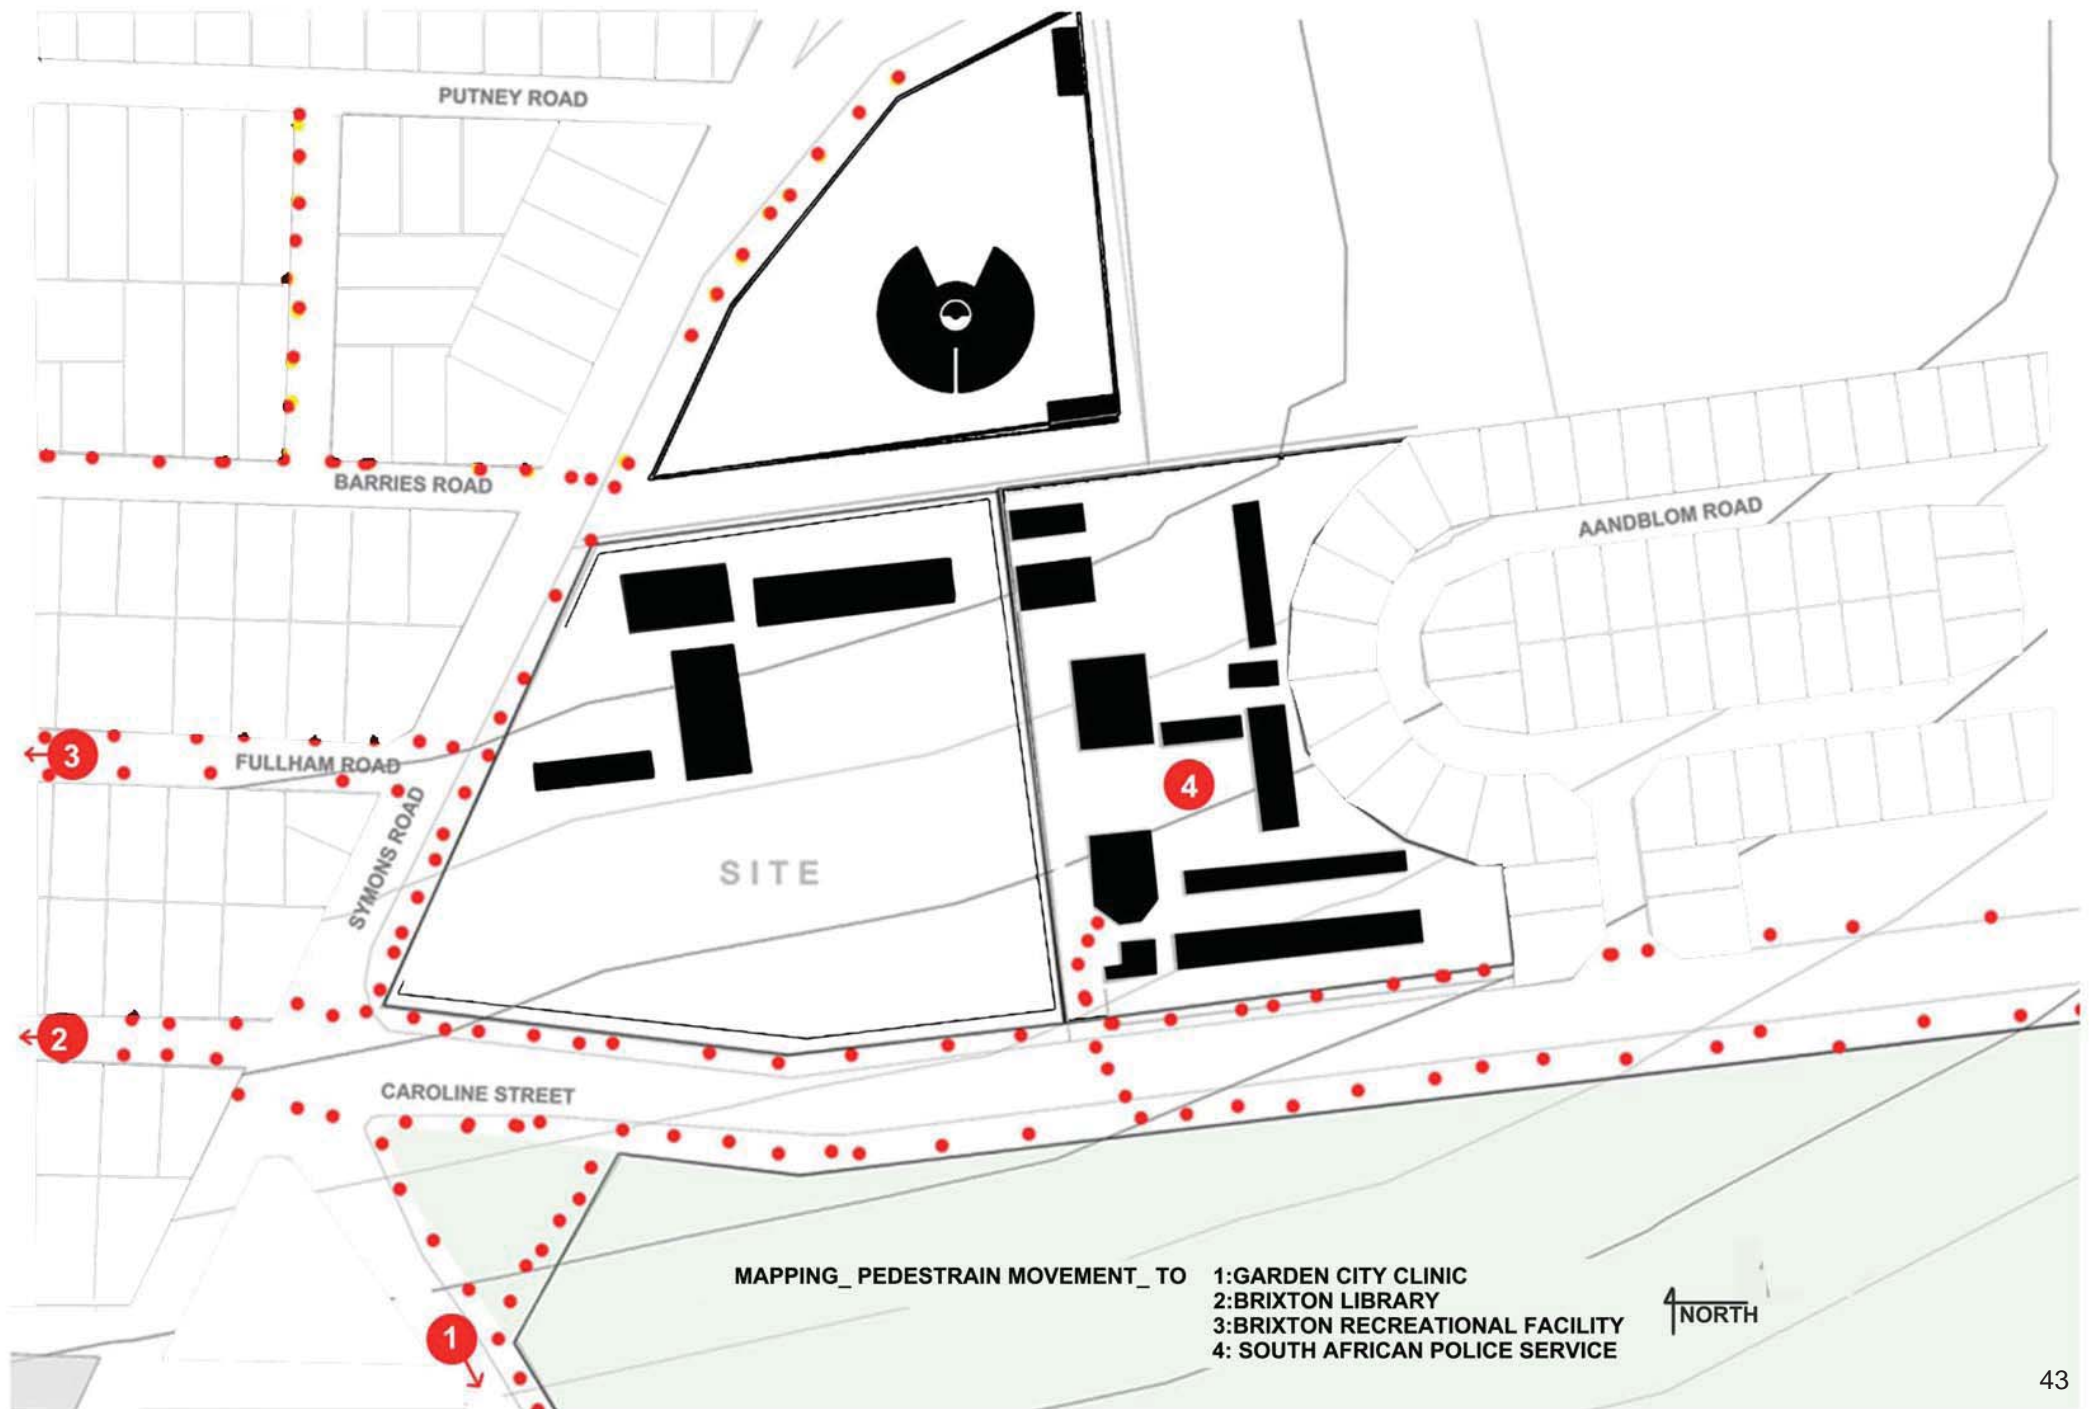 PUTNEY ROAD
BARRIES ROAD
AANDBLOM ROAD
3
FULLHAM ROAD
4
SYMONS ROAD
SITE
2
CAROLINE STREET
MAPPING_ PEDESTRAIN MOVEMENT_ TO
1:GARDEN CITY CLINIC
2:BRIXTON LIBRARY
3:BRIXTON RECREATIONAL FACILITY
4: SOUTH AFRICAN POLICE SERVICE
NORTH
1
43